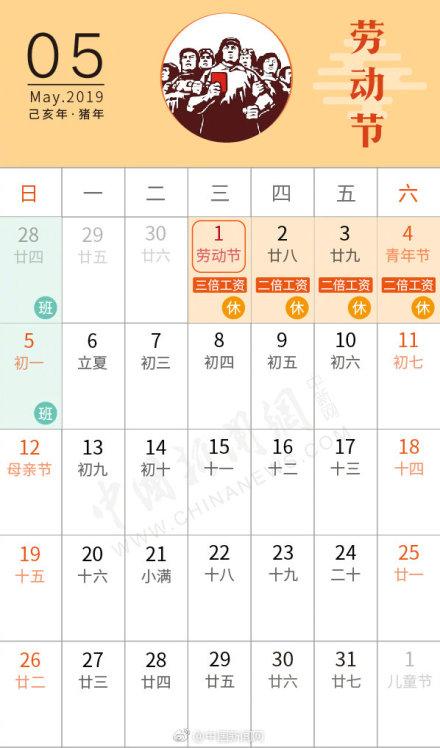 05
May.2019
己亥年·猪年
劳动节
日 一 二 三 四 五 六
28 29 30 1 2 3 4
廿四 廿五 廿六 劳动节 廿八 廿九 青年节
三倍工资 二倍工资 二倍工资 二倍工资
班 休 休 休 休
5 6 7 8 9 10 11
初一 立夏 初三 初四 初五 初六 初七
班
12 13 14 15 16 17 18
母亲节 初九 初十 十一 十二 十三 十四
19 20 21 22 23 24 25
十五 十六 小满 十八 十九 二十 廿一
26 27 28 29 30 31 1
廿二 廿三 廿四 廿五 廿六 廿七 儿童节
中国新闻网
中新网
WWW.CHINANEWS.COM
@中国新闻网